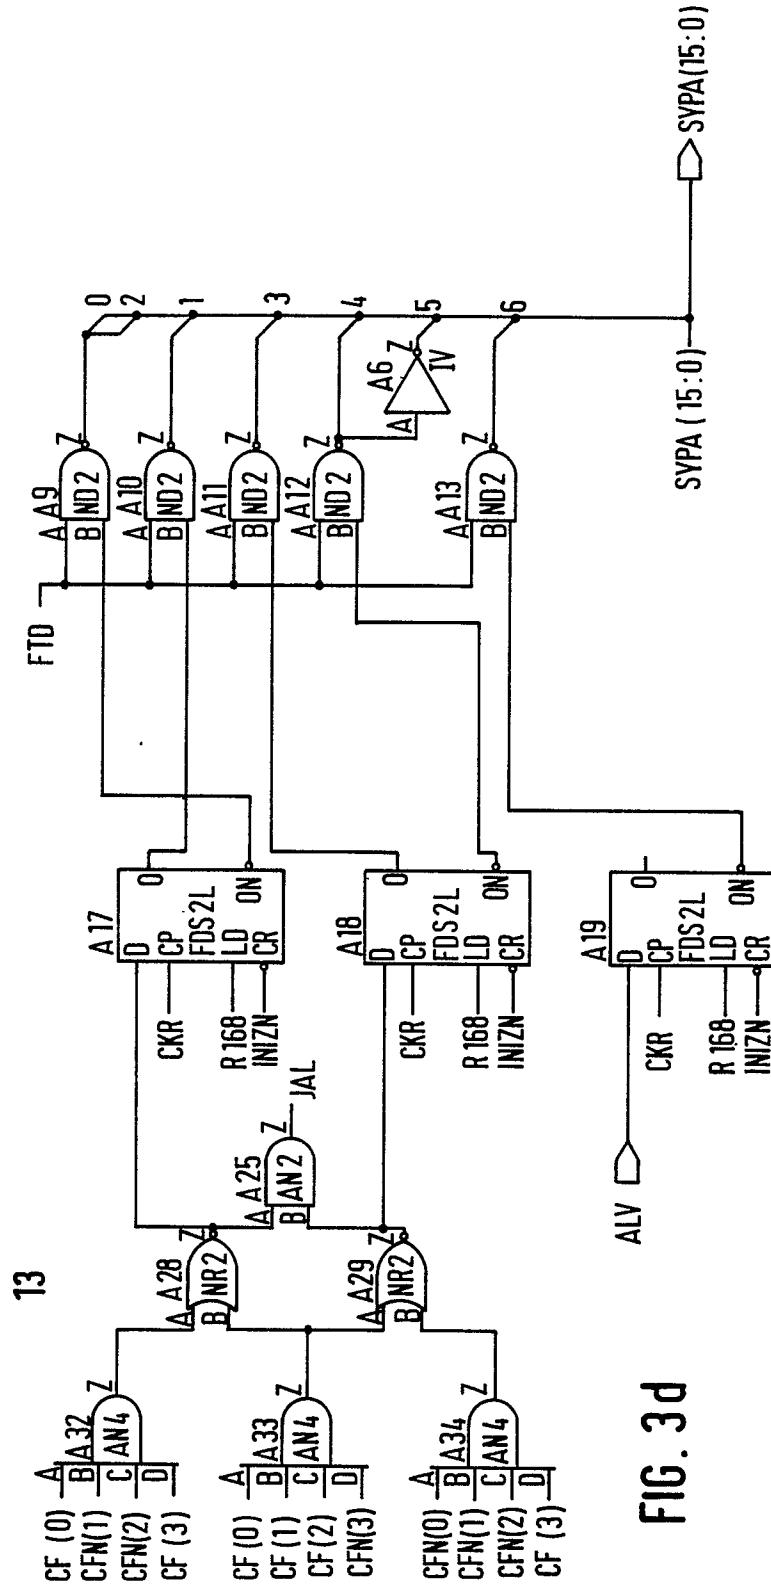 13
FIG. 3d
CF (0)
CFN(1)
CFN(2)
CF (3)
A
B
C
D
A32
AN4
Z
CF(0)
CF(1)
CF(2)
CFN(3)
A
B
C
D
A33
AN4
Z
CFN(0)
CFN(1)
CFN(2)
CF (3)
A
B
C
D
A34
AN4
Z
A28
A
B
NR2
Z
A29
A
B
NR2
Z
A25
A
B
AN2
Z
JAL
ALV
A17
D
CP
FDS2L
LD
CR
O
ON
CKR
R168
INIZN
A18
D
CP
FDS2L
LD
CR
O
ON
CKR
R168
INIZN
A19
D
CP
FDS2L
LD
CR
O
ON
CKR
R168
INIZN
FTD
A9
A
B
ND2
Z
A10
A
B
ND2
Z
A11
A
B
ND2
Z
A12
A
B
ND2
Z
A13
A
B
ND2
Z
A6
A
IV
Z
0
2
1
3
4
5
6
SYPA (15:0)
SYPA(15:0)